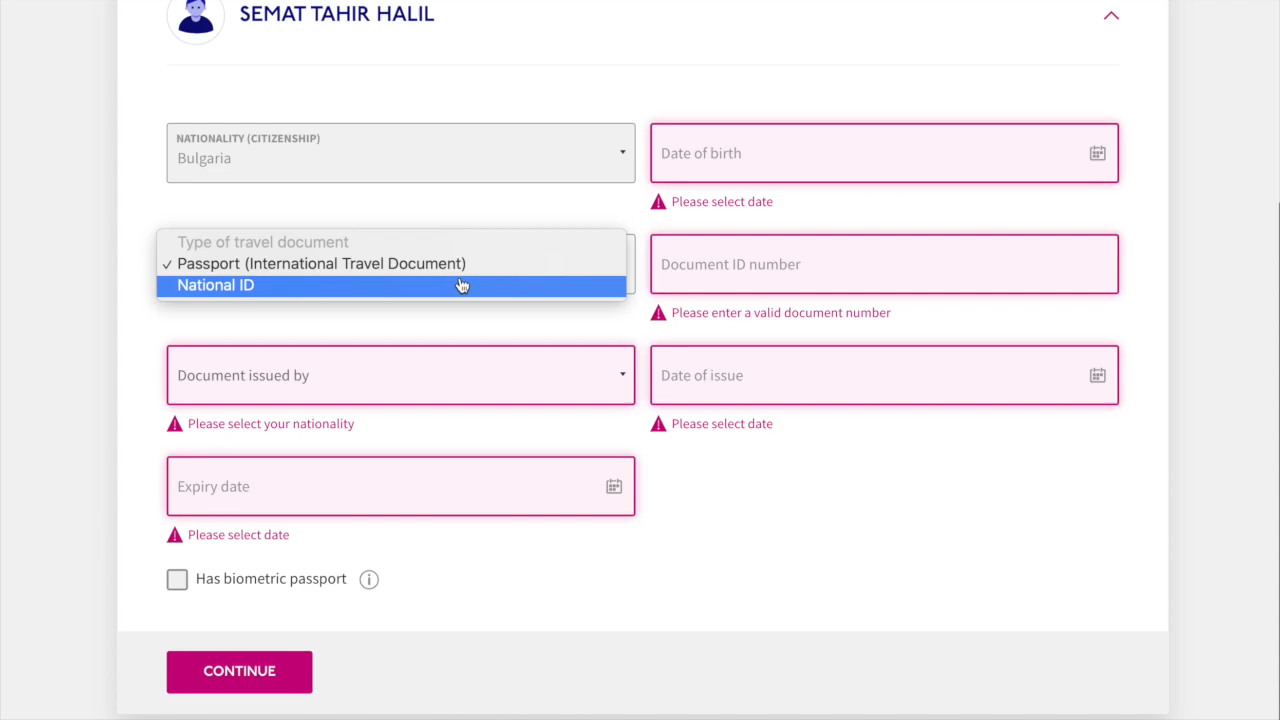 SEMAT TAHIR HALIL
NATIONALITY (CITIZENSHIP)
Bulgaria
Date of birth
Please select date
Type of travel document
✓ Passport (International Travel Document)
National ID
Document ID number
Please enter a valid document number
Document issued by
Please select your nationality
Date of issue
Please select date
Expiry date
Please select date
Has biometric passport
CONTINUE